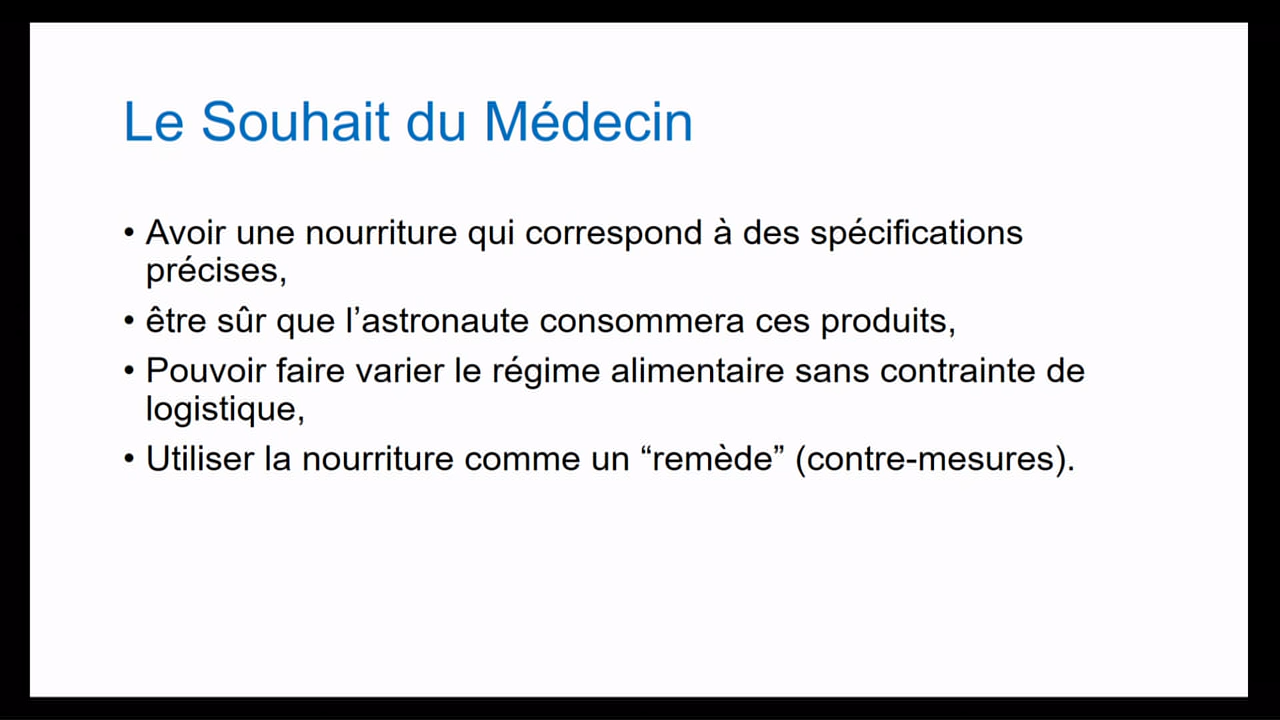 Le Souhait du Médecin
• Avoir une nourriture qui correspond à des spécifications
précises,
• être sûr que l’astronaute consommera ces produits,
• Pouvoir faire varier le régime alimentaire sans contrainte de
logistique,
• Utiliser la nourriture comme un “remède” (contre-mesures).